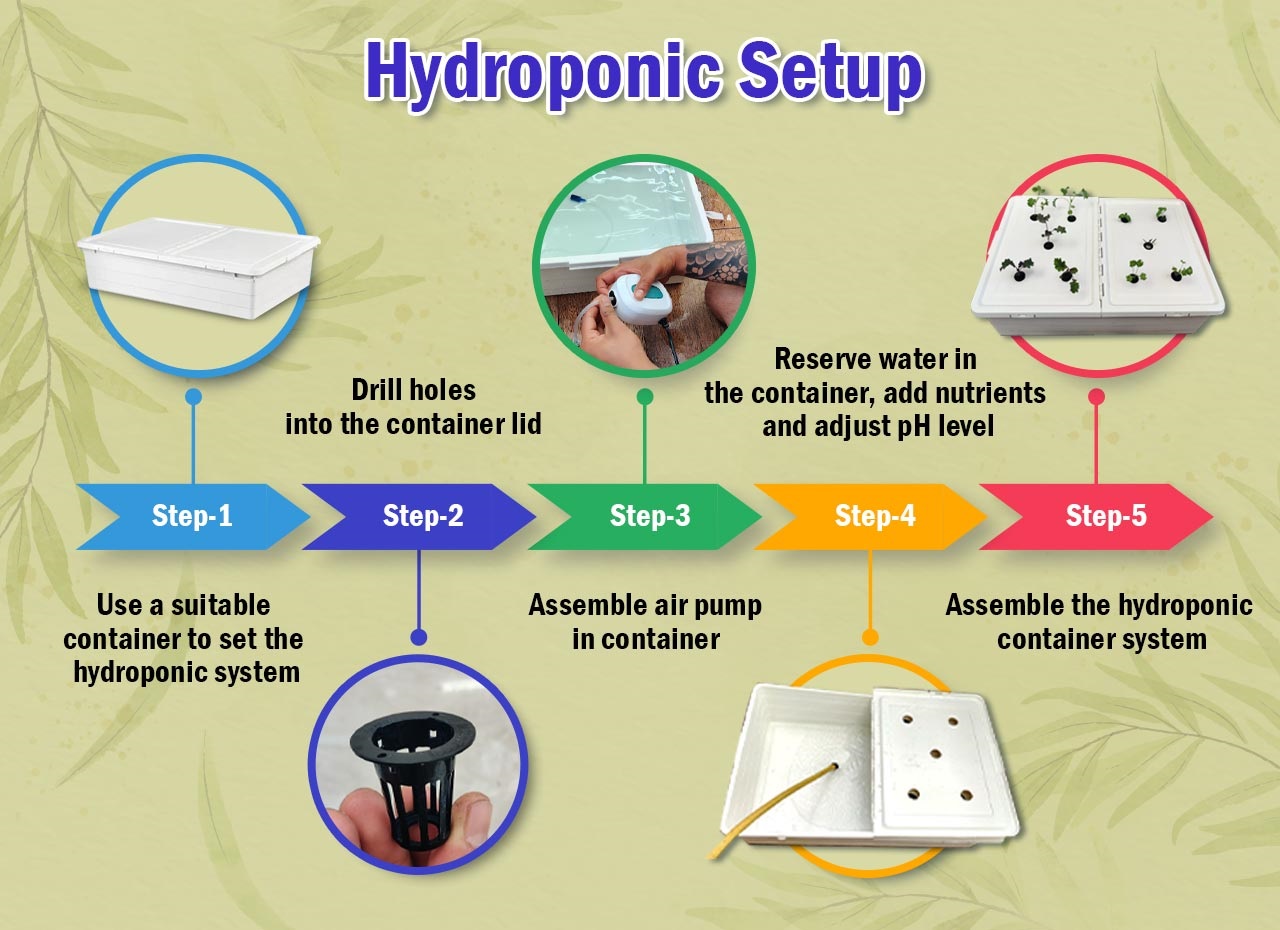 Hydroponic Setup
Drill holes
into the container lid
Reserve water in
the container, add nutrients
and adjust pH level
Step-1
Step-2
Step-3
Step-4
Step-5
Use a suitable
container to set the
hydroponic system
Assemble air pump
in container
Assemble the hydroponic
container system